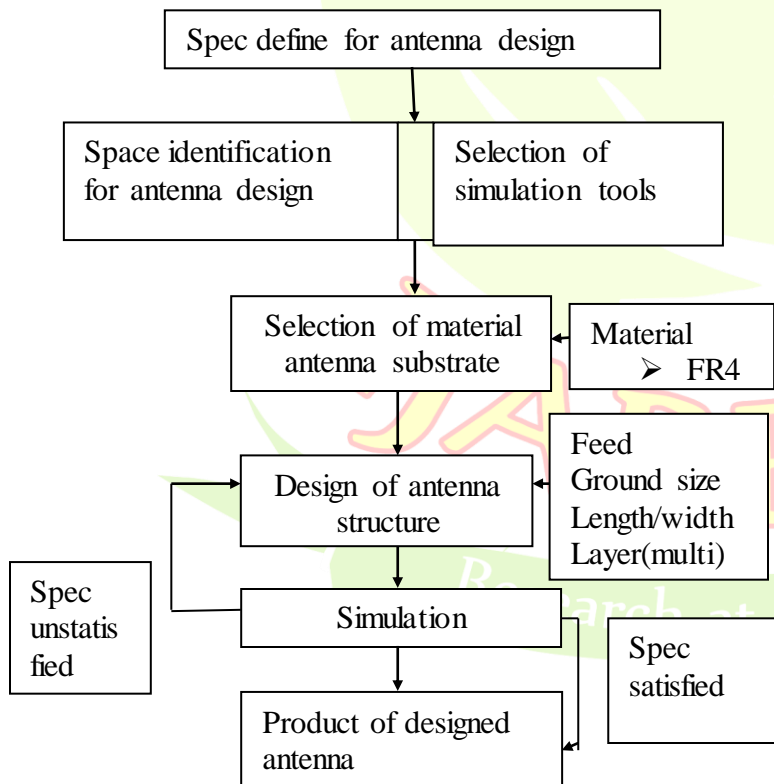 Spec define for antenna design
Space identification
for antenna design
Selection of
simulation tools
Selection of material
antenna substrate
Material
➤ FR4
Design of antenna
structure
Feed
Ground size
Length/width
Layer(multi)
Spec
unstatis
fied
Simulation
Spec
satisfied
Product of designed
antenna